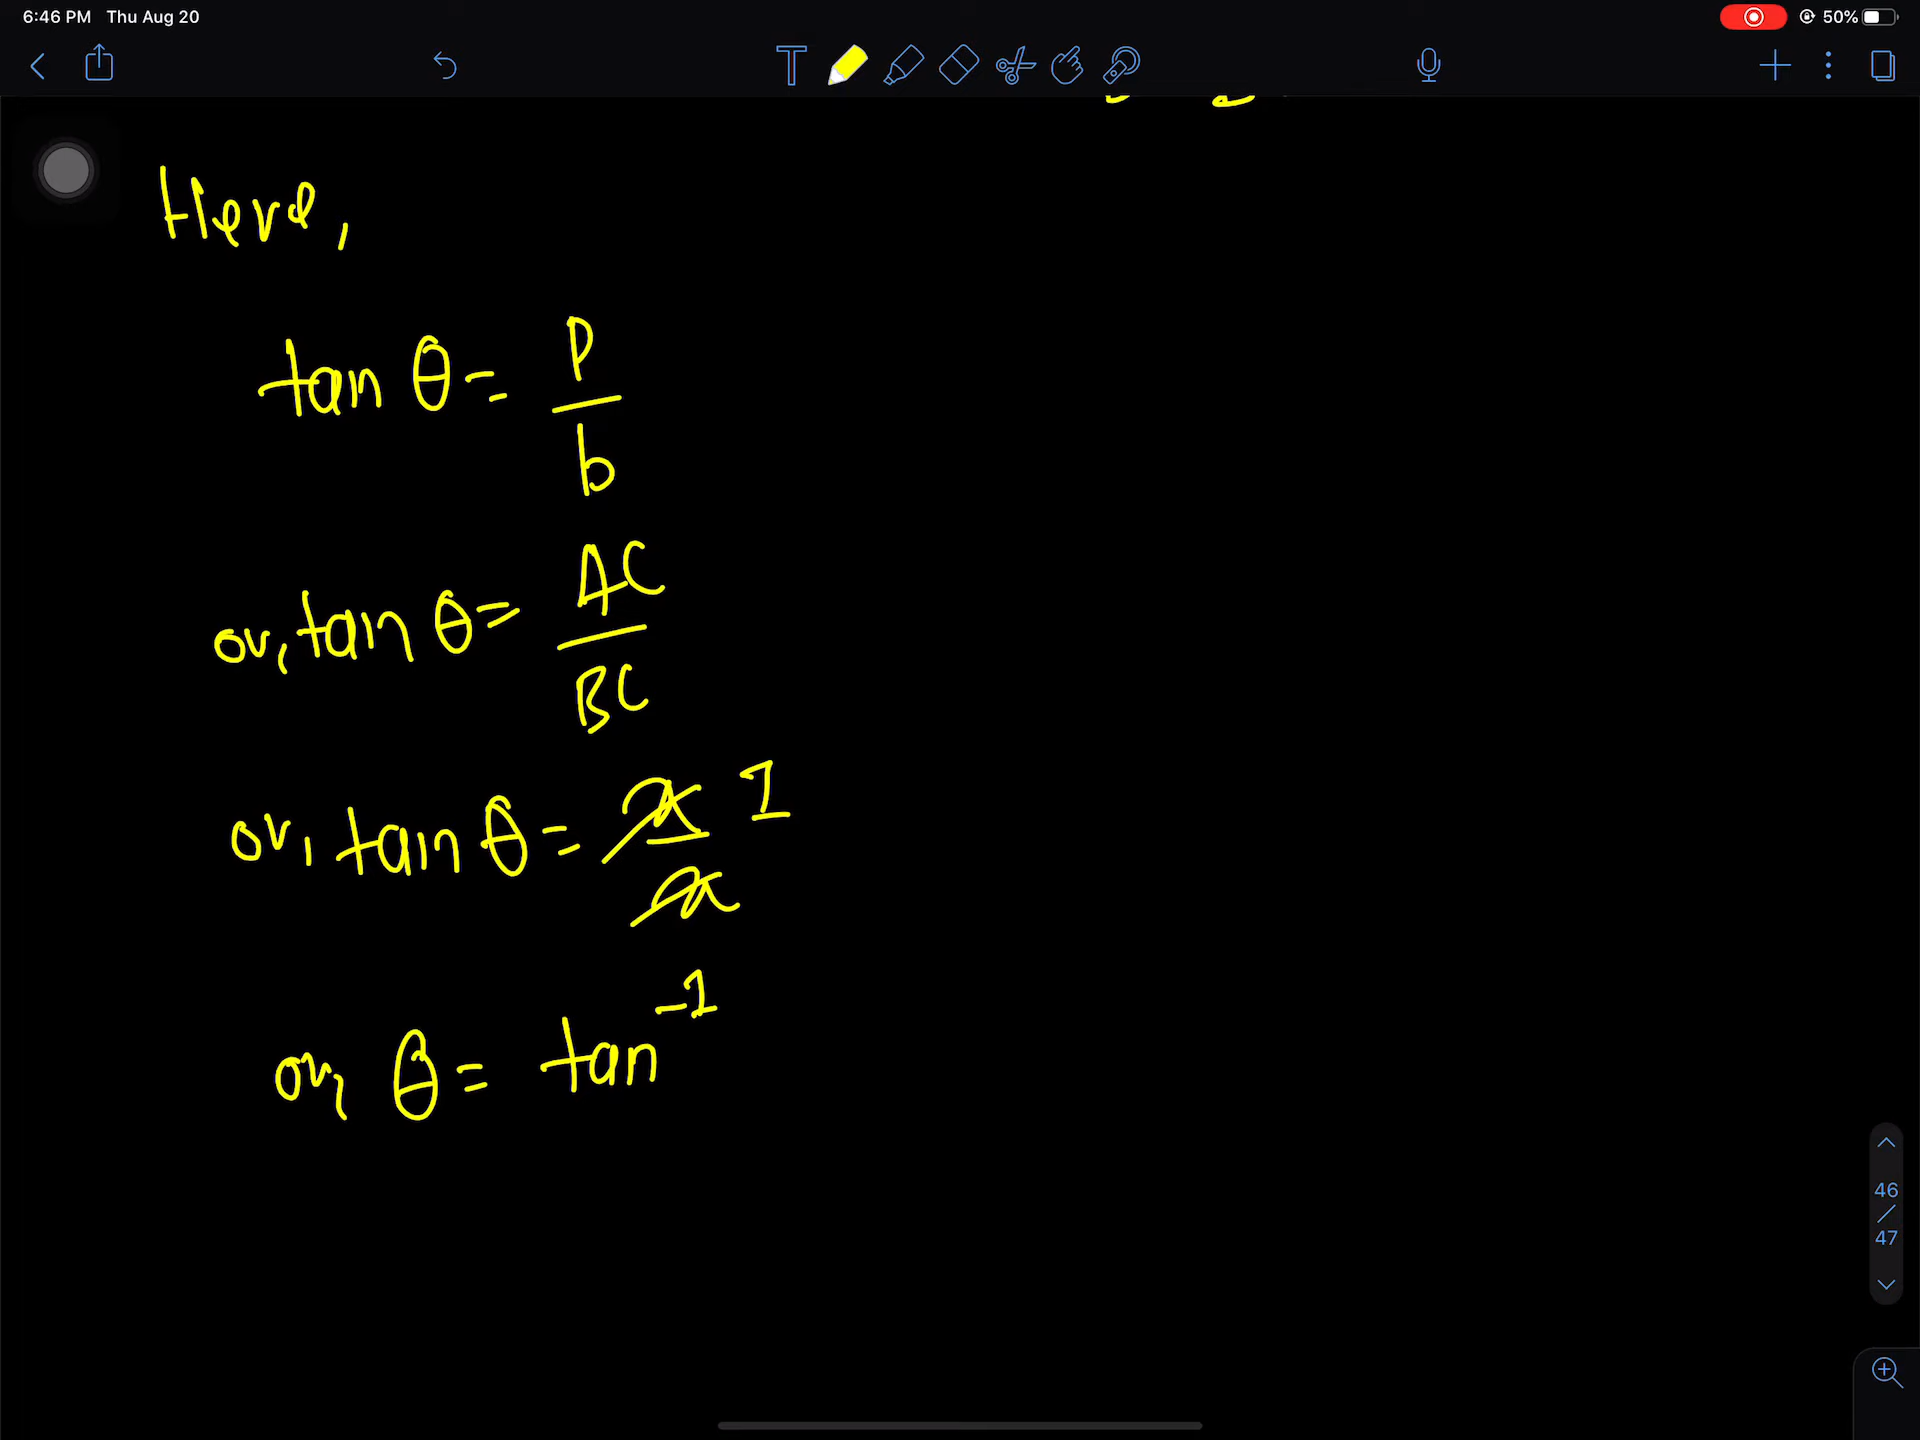 6:46 PM Thu Aug 20
50%
T
Here,
tan θ = P
b
or, tan θ = AC
BC
or, tan θ = x 1
x
or, θ = tan⁻¹
46
/
47